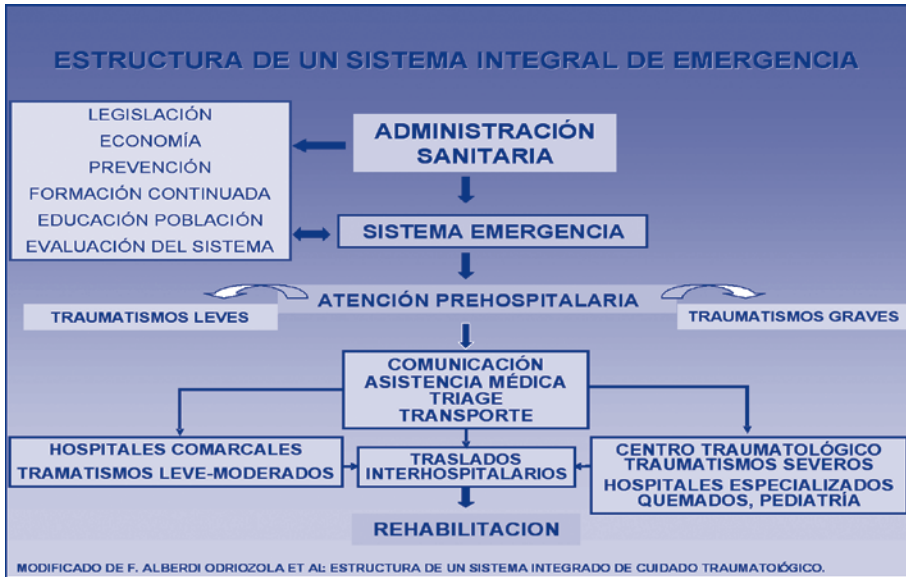 ESTRUCTURA DE UN SISTEMA INTEGRAL DE EMERGENCIA
LEGISLACIÓN
ECONOMÍA
PREVENCIÓN
FORMACIÓN CONTINUADA
EDUCACIÓN POBLACIÓN
EVALUACIÓN DEL SISTEMA
ADMINISTRACIÓN
SANITARIA
SISTEMA EMERGENCIA
ATENCIÓN PREHOSPITALARIA
TRAUMATISMOS LEVES
TRAUMATISMOS GRAVES
COMUNICACIÓN
ASISTENCIA MÉDICA
TRIAGE
TRANSPORTE
HOSPITALES COMARCALES
TRAMATISMOS LEVE-MODERADOS
TRASLADOS
INTERHOSPITALARIOS
CENTRO TRAUMATOLÓGICO
TRAUMATISMOS SEVEROS
HOSPITALES ESPECIALIZADOS
QUEMADOS, PEDIATRÍA
REHABILITACION
MODIFICADO DE F. ALBERDI ODRIOZOLA ET AL: ESTRUCTURA DE UN SISTEMA INTEGRADO DE CUIDADO TRAUMATOLÓGICO.